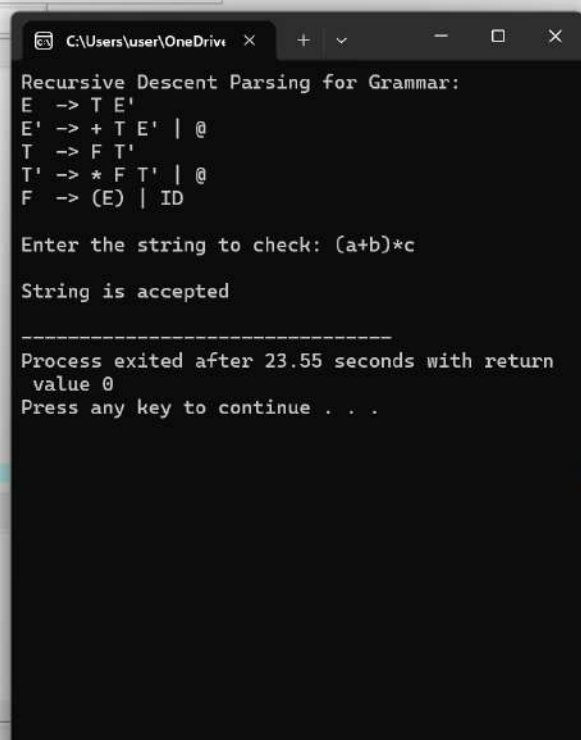 C:\Users\user\OneDrive
Recursive Descent Parsing for Grammar:
E  -> T E'
E' -> + T E' | @
T  -> F T'
T' -> * F T' | @
F  -> (E) | ID
Enter the string to check: (a+b)*c
String is accepted
--------------------------------
Process exited after 23.55 seconds with return
 value 0
Press any key to continue . . .